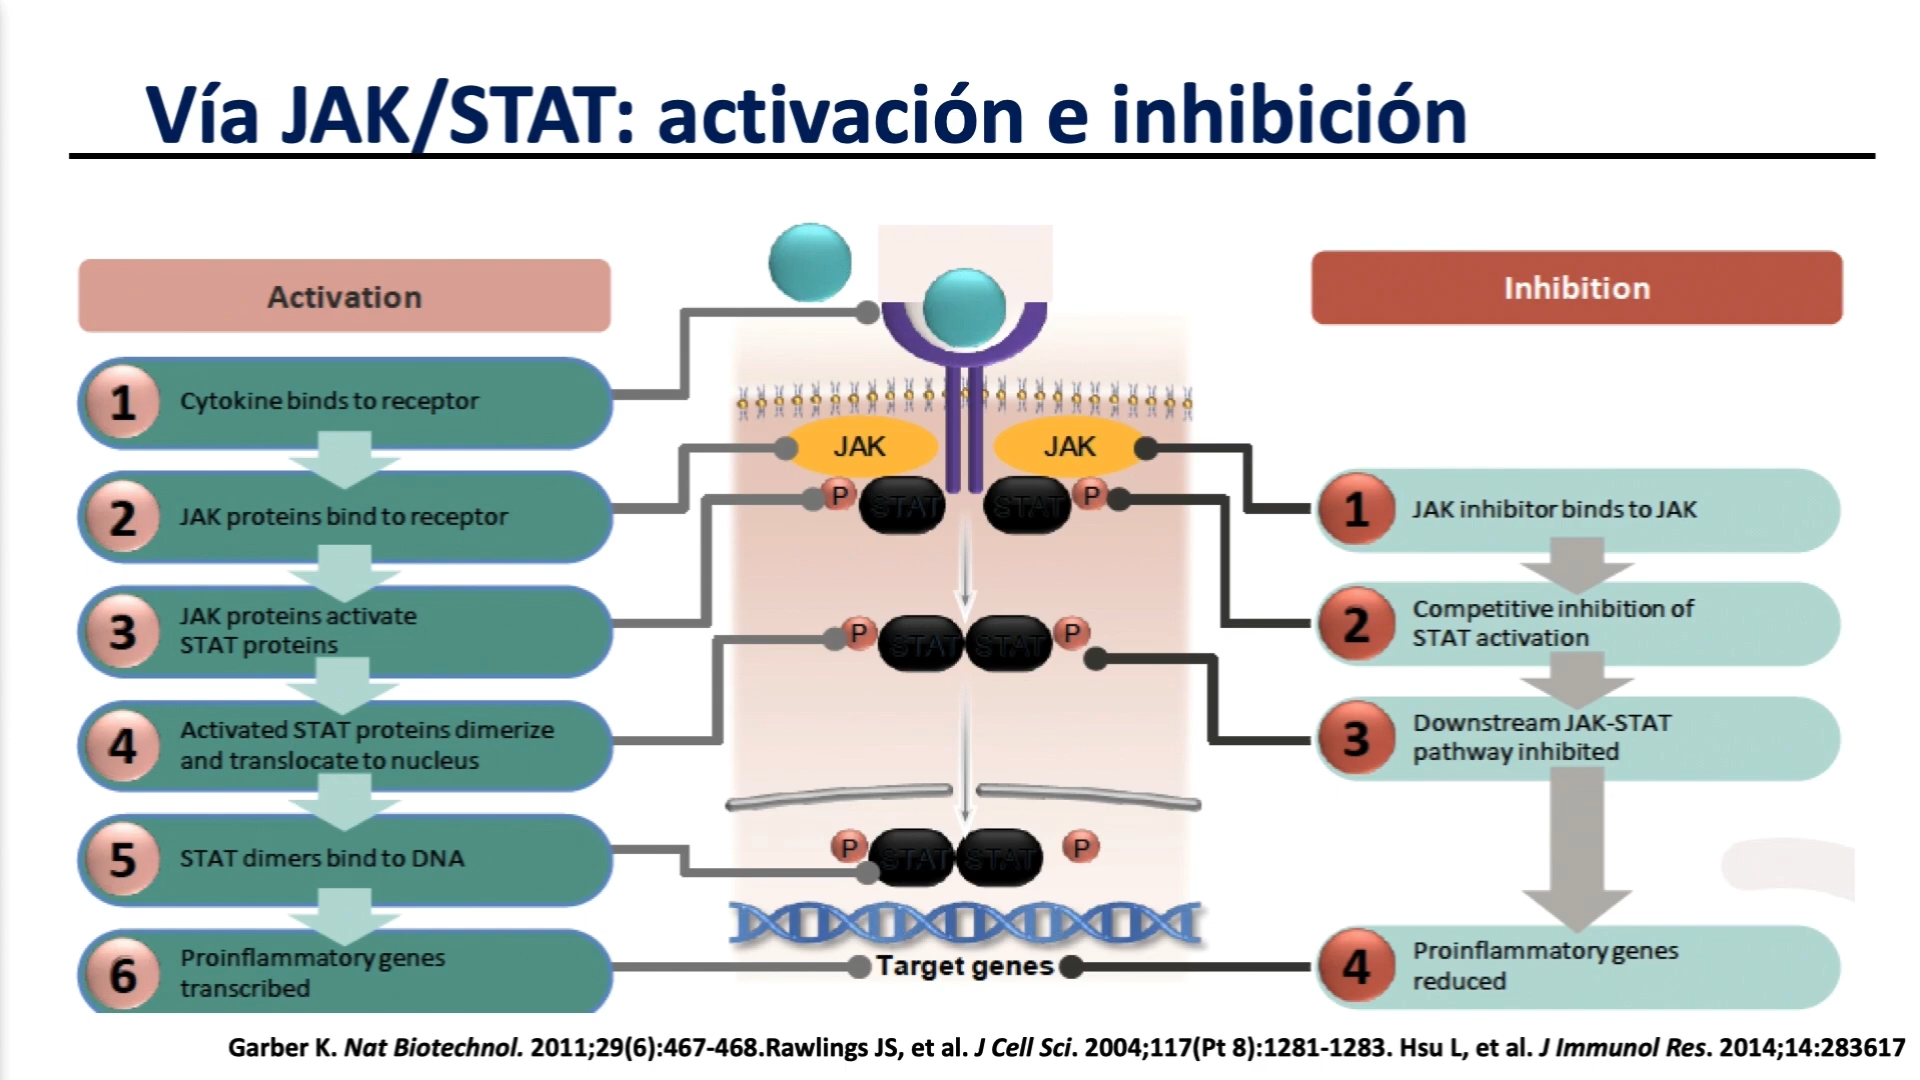 Vía JAK/STAT: activación e inhibición
Activation
1
Cytokine binds to receptor
2
JAK proteins bind to receptor
3
JAK proteins activate
STAT proteins
4
Activated STAT proteins dimerize
and translocate to nucleus
5
STAT dimers bind to DNA
6
Proinflammatory genes
transcribed
JAK
JAK
P
STAT
STAT
P
P
STAT
STAT
P
P
STAT
STAT
P
Target genes
Inhibition
1
JAK inhibitor binds to JAK
2
Competitive inhibition of
STAT activation
3
Downstream JAK-STAT
pathway inhibited
4
Proinflammatory genes
reduced
Garber K. Nat Biotechnol. 2011;29(6):467-468.Rawlings JS, et al. J Cell Sci. 2004;117(Pt 8):1281-1283. Hsu L, et al. J Immunol Res. 2014;14:283617